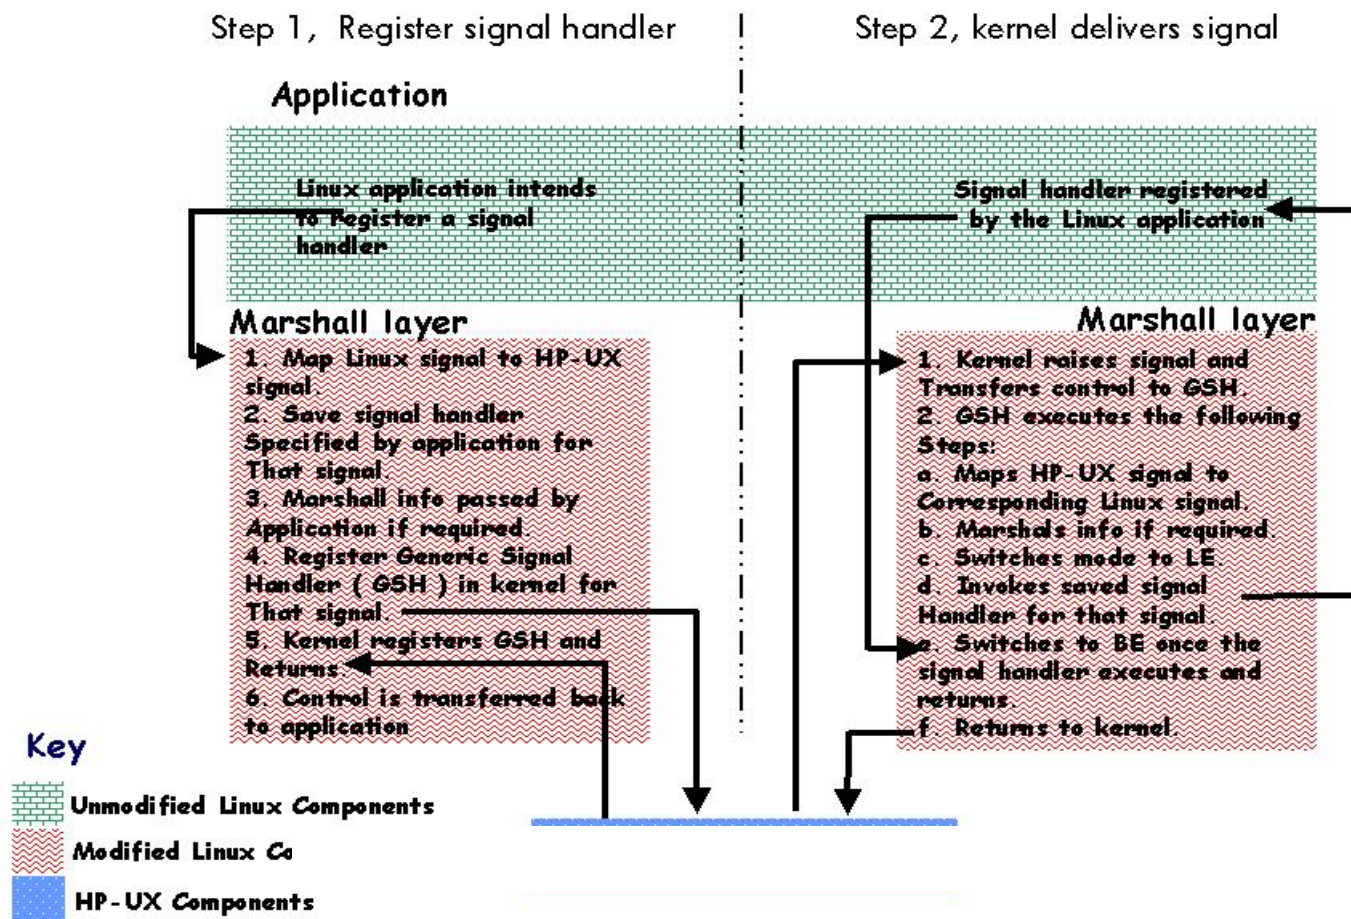 Step 1, Register signal handler
Step 2, kernel delivers signal
Application
Linux application intends
to register a signal
handler
Signal handler registered
by the Linux application
Marshall layer
1. Map Linux signal to HP-UX
signal.
2. Save signal handler
Specified by application for
That signal.
3. Marshall info passed by
Application if required.
4. Register Generic Signal
Handler ( GSH ) in kernel for
That signal.
5. Kernel registers GSH and
Returns.
6. Control is transferred back
to application
Marshall layer
1. Kernel raises signal and
Transfers control to GSH.
2. GSH executes the following
Steps:
a. Maps HP-UX signal to
Corresponding Linux signal.
b. Marshals info if required.
c. Switches mode to LE.
d. Invokes saved signal
Handler for that signal.
e. Switches to BE once the
signal handler executes and
returns.
f. Returns to kernel.
Key
Unmodified Linux Components
Modified Linux Co
HP-UX Components